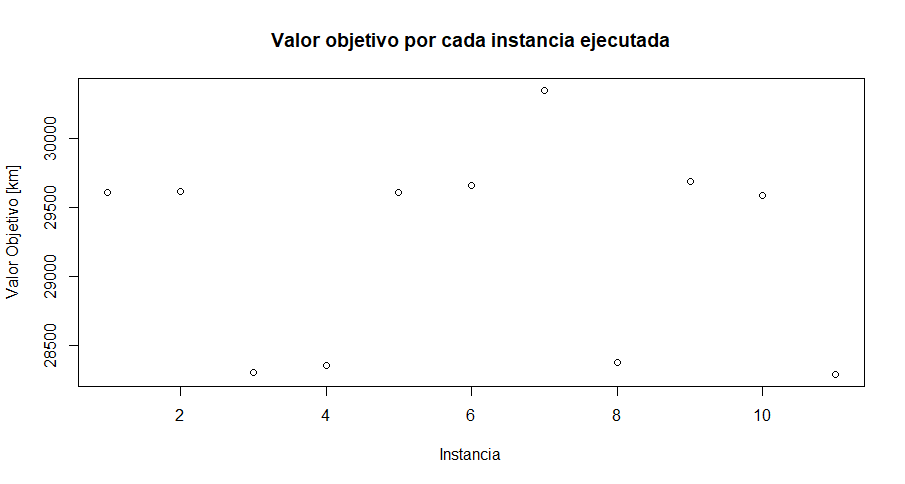 Valor objetivo por cada instancia ejecutada
Valor Objetivo [km]
30000
29500
29000
28500
2 4 6 8 10
Instancia